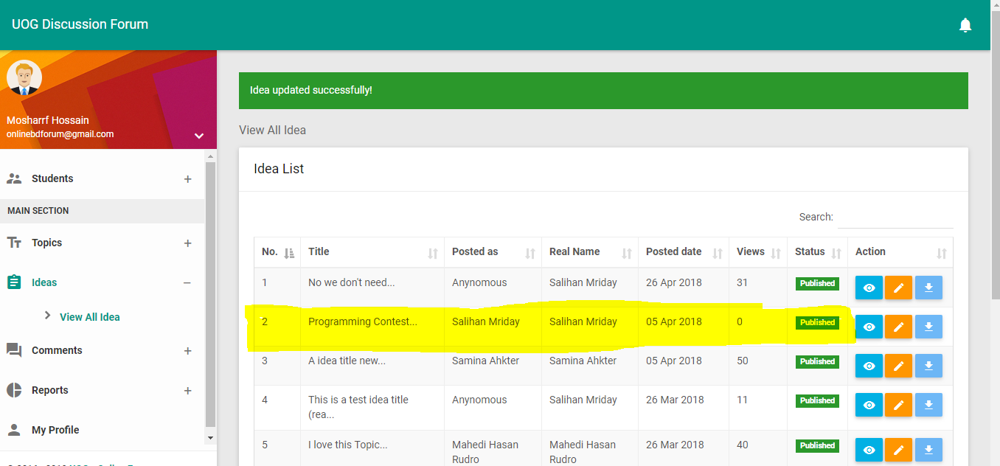 UOG Discussion Forum
Mosharrf Hossain
onlinebdforum@gmail.com
Students
MAIN SECTION
Topics
Ideas
View All Idea
Comments
Reports
My Profile
Idea updated successfully!
View All Idea
Idea List
Search:
No. Title Posted as Real Name Posted date Views Status Action
1 No we don't need... Anynomous Salihan Mriday 26 Apr 2018 31 Published
2 Programming Contest... Salihan Mriday Salihan Mriday 05 Apr 2018 0 Published
3 A idea title new... Samina Ahkter Samina Ahkter 05 Apr 2018 50 Published
4 This is a test idea title Anynomous Salihan Mriday 26 Mar 2018 11 Published
(rea...
5 I love this Topic... Mahedi Hasan Mahedi Hasan 26 Mar 2018 40 Published
Rudro Rudro